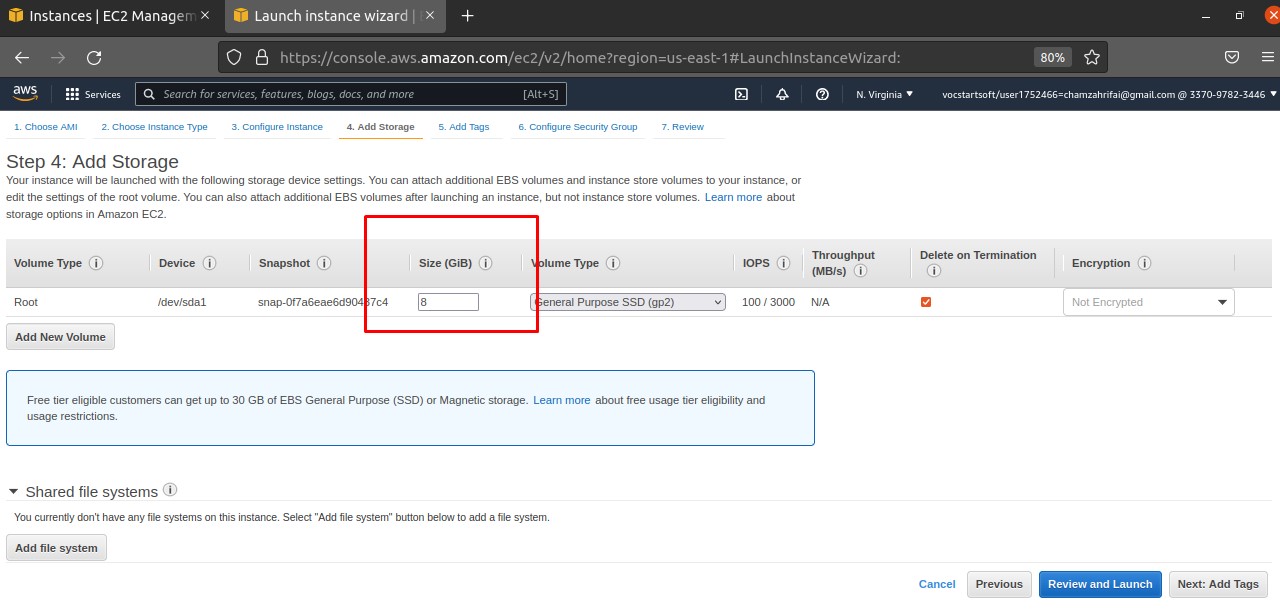 Instances | EC2 Managem
Launch instance wizard |
https://console.aws.amazon.com/ec2/v2/home?region=us-east-1#LaunchInstanceWizard:
80%
aws
Services
Search for services, features, blogs, docs, and more
[Alt+S]
N. Virginia
vocstartsoft/user1752466=chamzahrifai@gmail.com @ 3370-9782-3446
1. Choose AMI
2. Choose Instance Type
3. Configure Instance
4. Add Storage
5. Add Tags
6. Configure Security Group
7. Review
Step 4: Add Storage
Your instance will be launched with the following storage device settings. You can attach additional EBS volumes and instance store volumes to your instance, or
edit the settings of the root volume. You can also attach additional EBS volumes after launching an instance, but not instance store volumes. Learn more about
storage options in Amazon EC2.
Volume Type
Device
Snapshot
Size (GiB)
Volume Type
IOPS
Throughput
(MB/s)
Delete on Termination
Encryption
Root
/dev/sda1
snap-0f7a6eae6d90437c4
8
General Purpose SSD (gp2)
100 / 3000
N/A
Not Encrypted
Add New Volume
Free tier eligible customers can get up to 30 GB of EBS General Purpose (SSD) or Magnetic storage. Learn more about free usage tier eligibility and
usage restrictions.
Shared file systems
You currently don't have any file systems on this instance. Select "Add file system" button below to add a file system.
Add file system
Cancel
Previous
Review and Launch
Next: Add Tags